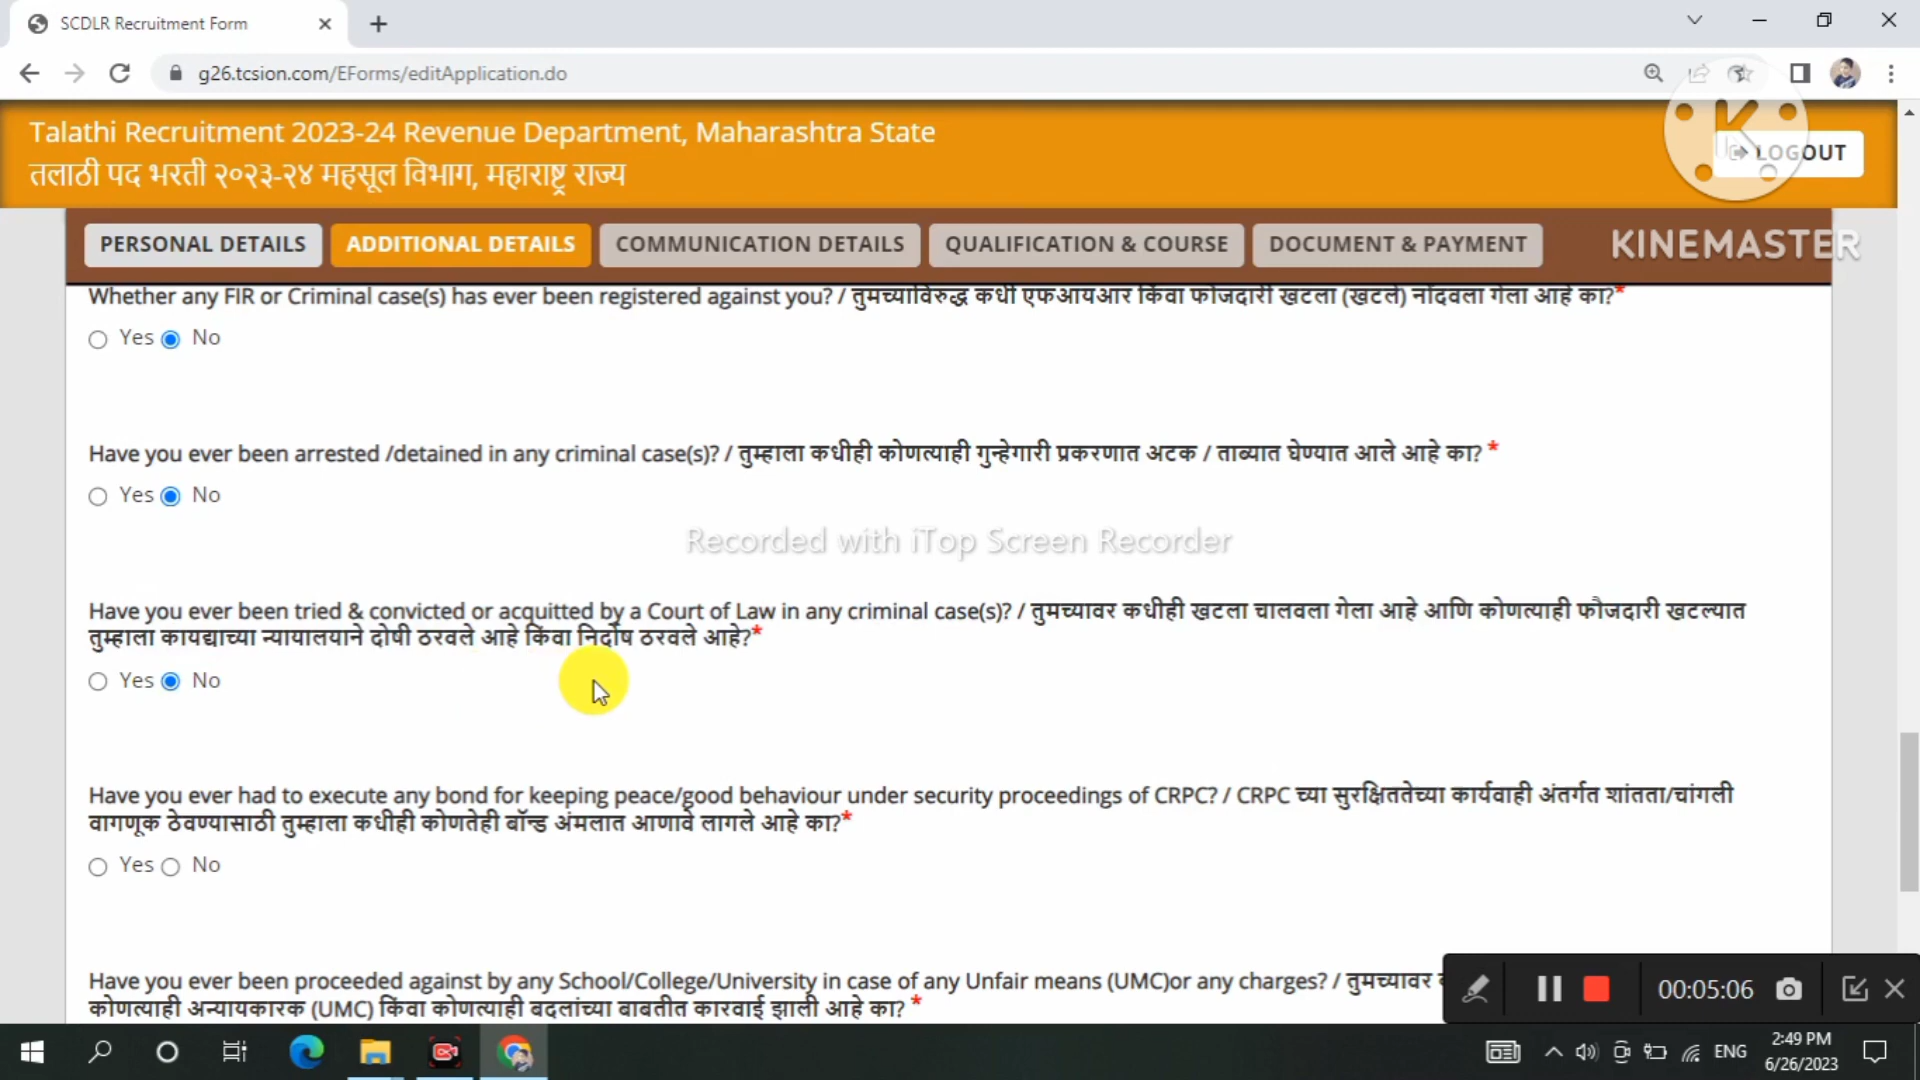 SCDLR Recruitment Form
g26.tcsion.com/EForms/editApplication.do
Talathi Recruitment 2023-24 Revenue Department, Maharashtra State
तलाठी पद भरती २०२३-२४ महसूल विभाग, महाराष्ट्र राज्य
LOGOUT
PERSONAL DETAILS ADDITIONAL DETAILS COMMUNICATION DETAILS QUALIFICATION & COURSE DOCUMENT & PAYMENT
KINEMASTER
Whether any FIR or Criminal case(s) has ever been registered against you? / तुमच्याविरुद्ध कधी एफआयआर किंवा फौजदारी खटला (खटले) नोंदवला गेला आहे का?*
Yes No
Have you ever been arrested /detained in any criminal case(s)? / तुम्हाला कधीही कोणत्याही गुन्हेगारी प्रकरणात अटक / ताब्यात घेण्यात आले आहे का? *
Yes No
Recorded with iTop Screen Recorder
Have you ever been tried & convicted or acquitted by a Court of Law in any criminal case(s)? / तुमच्यावर कधीही खटला चालवला गेला आहे आणि कोणत्याही फौजदारी खटल्यात
तुम्हाला कायद्याच्या न्यायालयाने दोषी ठरवले आहे किंवा निर्दोष ठरवले आहे?*
Yes No
Have you ever had to execute any bond for keeping peace/good behaviour under security proceedings of CRPC? / CRPC च्या सुरक्षिततेच्या कार्यवाही अंतर्गत शांतता/चांगली
वागणूक ठेवण्यासाठी तुम्हाला कधीही कोणतेही बॉन्ड अंमलात आणावे लागले आहे का?*
Yes No
Have you ever been proceeded against by any School/College/University in case of any Unfair means (UMC)or any charges? / तुमच्यावर
कोणत्याही अन्यायकारक (UMC) किंवा कोणत्याही बदलांच्या बाबतीत कारवाई झाली आहे का? *
00:05:06
ENG
2:49 PM
6/26/2023